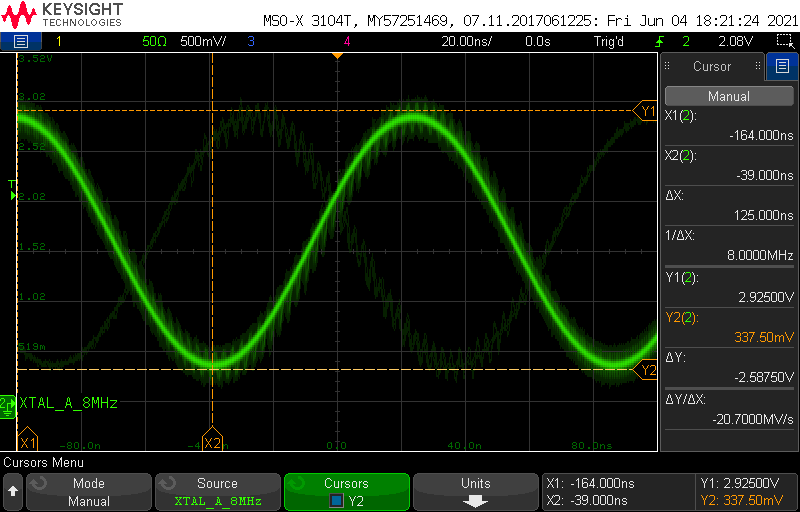 KEYSIGHT
TECHNOLOGIES
MSO-X 3104T, MY57251469, 07.11.2017061225: Fri Jun 04 18:21:24 2021
1 50Ω 500mV/ 3 4 20.00ns/ 0.0s Trig'd 2 2.08V
3.52V
3.02
2.52
2.02
1.52
1.02
519m
T
Y1
Y2
2
XTAL_A_8MHz
X1 -80.0n X2 0.0 40.0n 80.0ns
Cursor
Manual
X1(2):
-164.000ns
X2(2):
-39.000ns
ΔX:
125.000ns
1/ΔX:
8.0000MHz
Y1(2):
2.92500V
Y2(2):
337.50mV
ΔY:
-2.58750V
ΔY/ΔX:
-20.7000MV/s
Cursors Menu
Mode
Manual
Source
XTAL_A_8MHz
Cursors
Y2
Units
X1: -164.000ns
X2: -39.000ns
Y1: 2.92500V
Y2: 337.50mV